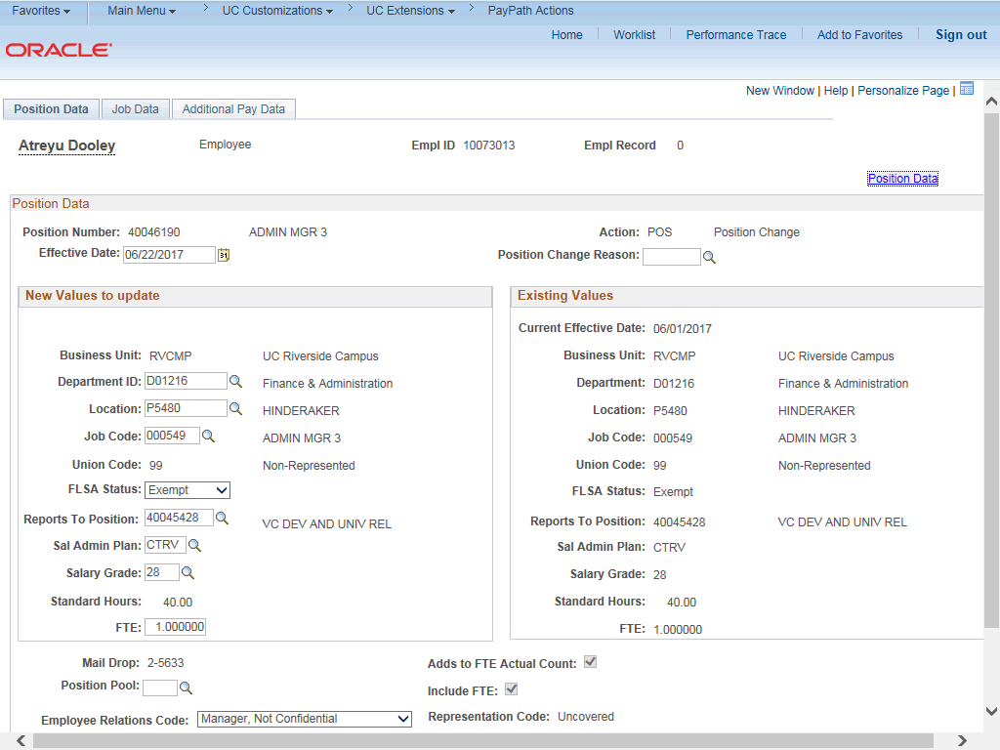 Favorites Main Menu > UC Customizations > UC Extensions > PayPath Actions
Home Worklist Performance Trace Add to Favorites Sign out
ORACLE
New Window | Help | Personalize Page |
Position Data Job Data Additional Pay Data
Atreyu Dooley Employee Empl ID 10073013 Empl Record 0
Position Data
Position Data
Position Number: 40046190 ADMIN MGR 3 Action: POS Position Change
Effective Date: 06/22/2017 31 Position Change Reason:
New Values to update
Business Unit: RVCMP UC Riverside Campus
Department ID: D01216 Finance & Administration
Location: P5480 HINDERAKER
Job Code: 000549 ADMIN MGR 3
Union Code: 99 Non-Represented
FLSA Status: Exempt
Reports To Position: 40045428 VC DEV AND UNIV REL
Sal Admin Plan: CTRV
Salary Grade: 28
Standard Hours: 40.00
FTE: 1.000000
Existing Values
Current Effective Date: 06/01/2017
Business Unit: RVCMP UC Riverside Campus
Department: D01216 Finance & Administration
Location: P5480 HINDERAKER
Job Code: 000549 ADMIN MGR 3
Union Code: 99 Non-Represented
FLSA Status: Exempt
Reports To Position: 40045428 VC DEV AND UNIV REL
Sal Admin Plan: CTRV
Salary Grade: 28
Standard Hours: 40.00
FTE: 1.000000
Mail Drop: 2-5633 Adds to FTE Actual Count:
Position Pool: Include FTE:
Employee Relations Code: Manager, Not Confidential Representation Code: Uncovered